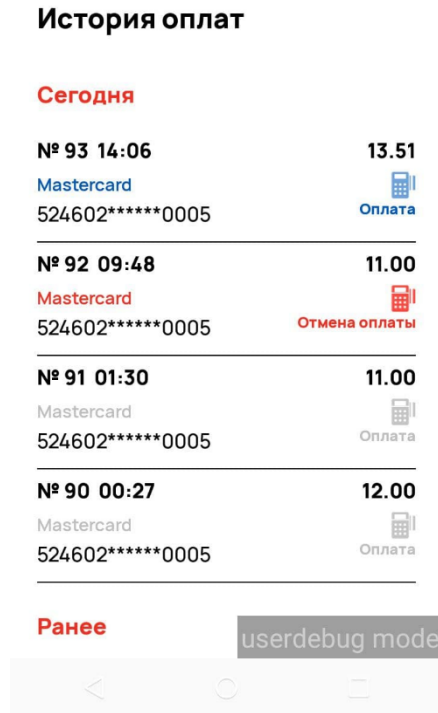 История оплат
Сегодня
№ 93 14:06 13.51
Mastercard
524602******0005 Оплата
№ 92 09:48 11.00
Mastercard
524602******0005 Отмена оплаты
№ 91 01:30 11.00
Mastercard
524602******0005 Оплата
№ 90 00:27 12.00
Mastercard
524602******0005 Оплата
Ранее
userdebug mode